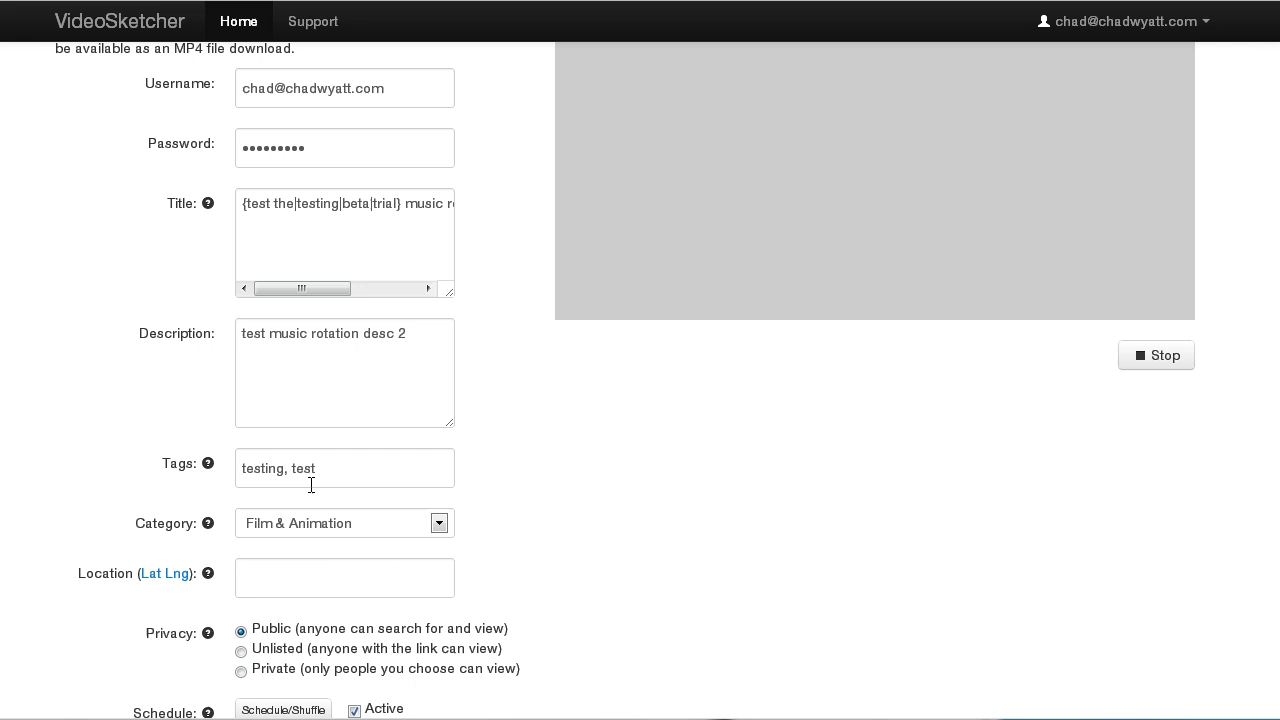 VideoSketcher Home Support chad@chadwyatt.com
be available as an MP4 file download.
Username: chad@chadwyatt.com
Password: •••••••••
Title: {test the|testing|beta|trial} music r
Description: test music rotation desc 2
Tags: testing, test
Category: Film & Animation
Location (Lat Lng):
Privacy: Public (anyone can search for and view)
Unlisted (anyone with the link can view)
Private (only people you choose can view)
Schedule: Schedule/Shuffle Active
Stop